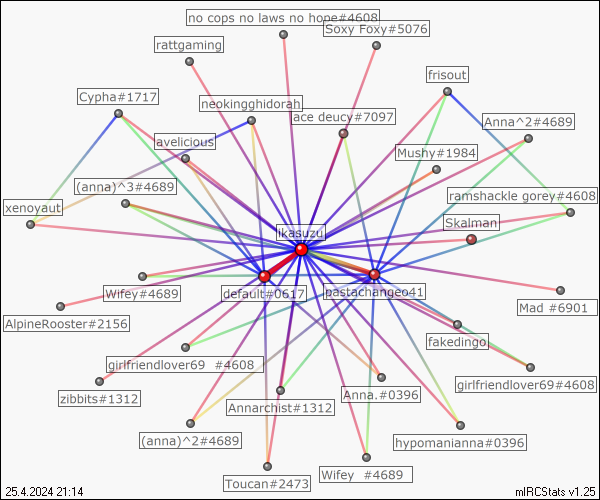 no cops no laws no hope#4608
Soxy Foxy#5076
rattgaming
frisout
Cypha#1717
neokingghidorah
ace deucy#7097
Anna^2#4689
avelicious
Mushy#1984
(anna)^3#4689
ramshackle gorey#4608
xenoyaut
Skalman
ikasuzu
Wifey#4689
default#0617
pastachangeo41
Mad #6901
AlpineRooster#2156
fakedingo
girlfriendlover69 #4608
girlfriendlover69#4608
zibbits#1312
Anna.#0396
Annarchist#1312
(anna)^2#4689
hypomanianna#0396
Toucan#2473
Wifey #4689
25.4.2024 21:14
mIRCStats v1.25